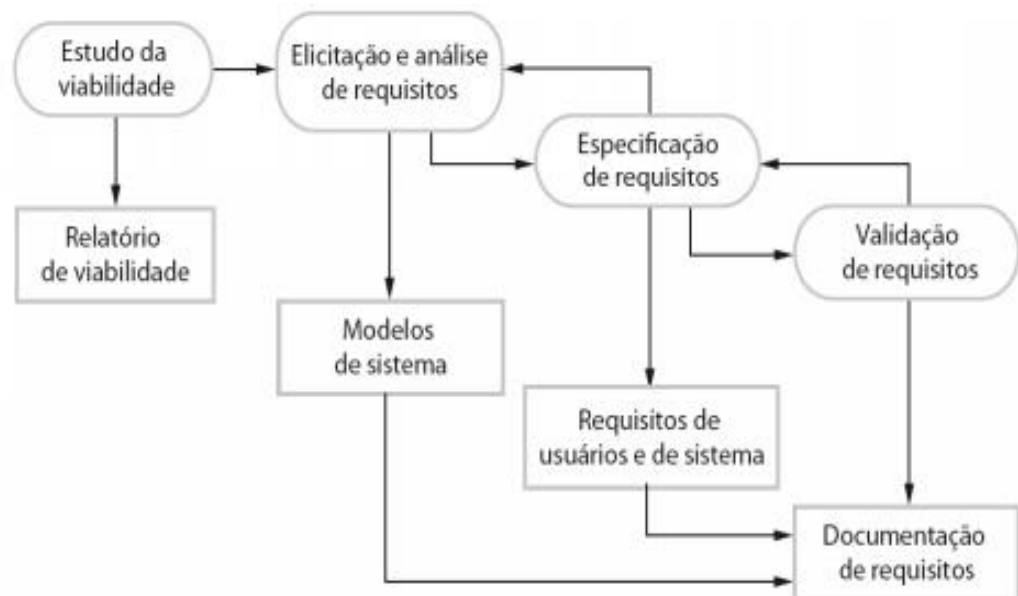 Estudo da
viabilidade
Elicitação e análise
de requisitos
Especificação
de requisitos
Validação
de requisitos
Relatório
de viabilidade
Modelos
de sistema
Requisitos de
usuários e de sistema
Documentação
de requisitos